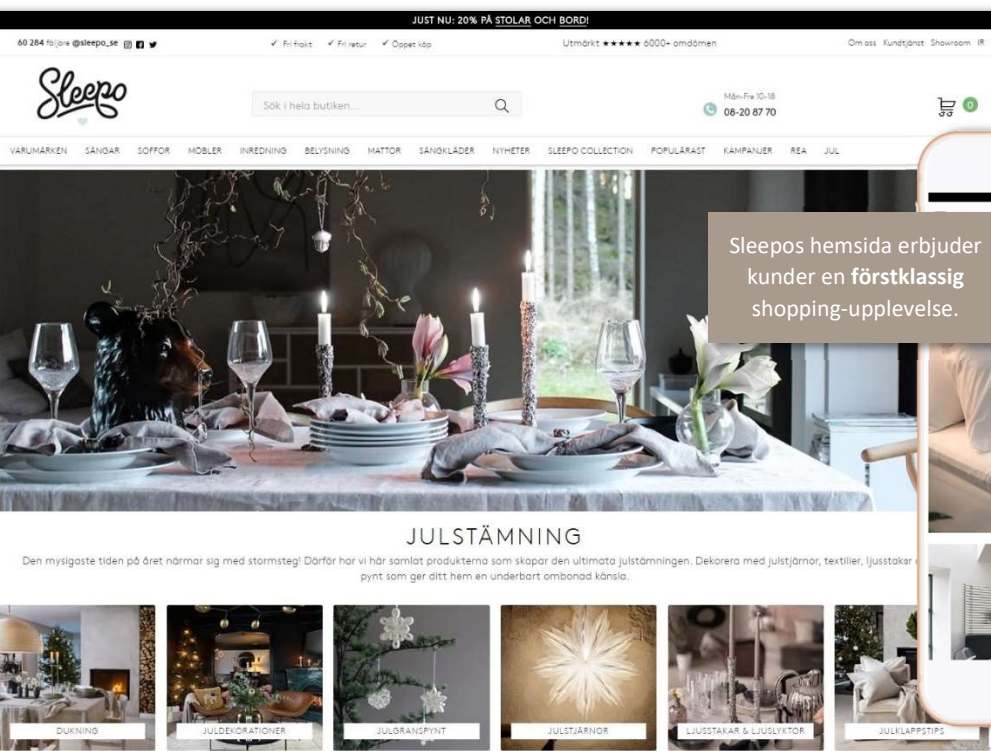 JUST NU: 20% PÅ STOLAR OCH BORD!
60 284 följare @sleepo_se
✓ Fri frakt ✓ Fri retur ✓ Öppet köp
Utmärkt ★★★★★ 6000+ omdömen
Om oss Kundtjänst Showroom IR
Sleepo
Sök i hela butiken...
Mån-Fre 10-18
08-20 87 70
0
VARUMÄRKEN SÄNGAR SOFFOR MÖBLER INREDNING BELYSNING MATTOR SÄNGKLÄDER NYHETER SLEEPO COLLECTION POPULÄRAST KAMPANJER REA JUL
Sleepos hemsida erbjuder
kunder en förstklassig
shopping-upplevelse.
JULSTÄMNING
Den mysigaste tiden på året närmar sig med stormsteg! Därför har vi här samlat produkterna som skapar den ultimata julstämningen. Dekorera med julstjärnor, textilier, ljusstakar
pynt som ger ditt hem en underbart ombonad känsla.
DUKNING
JULDEKORATIONER
JULGRANSPYNT
JULSTJÄRNOR
LJUSSTAKAR & LJUSLYKTOR
JULKLAPPSTIPS